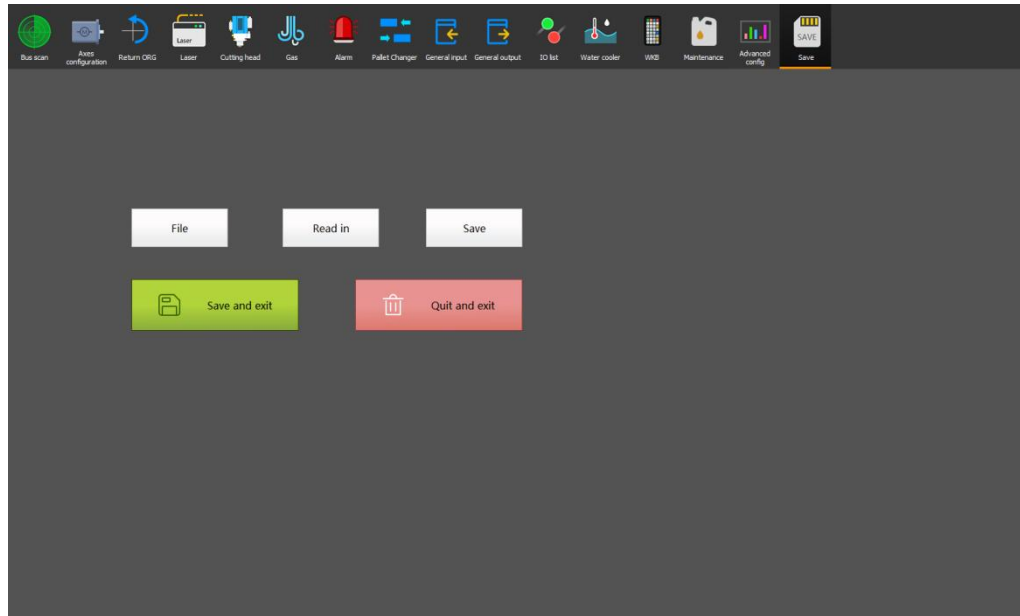 Bus scan
Axes
configuration
Return ORG
Laser
Laser
Cutting head
Gas
Alarm
Pallet Changer
General input
General output
IO list
Water cooler
WKB
Maintenance
Advanced
config
SAVE
Save
File
Read in
Save
Save and exit
Quit and exit